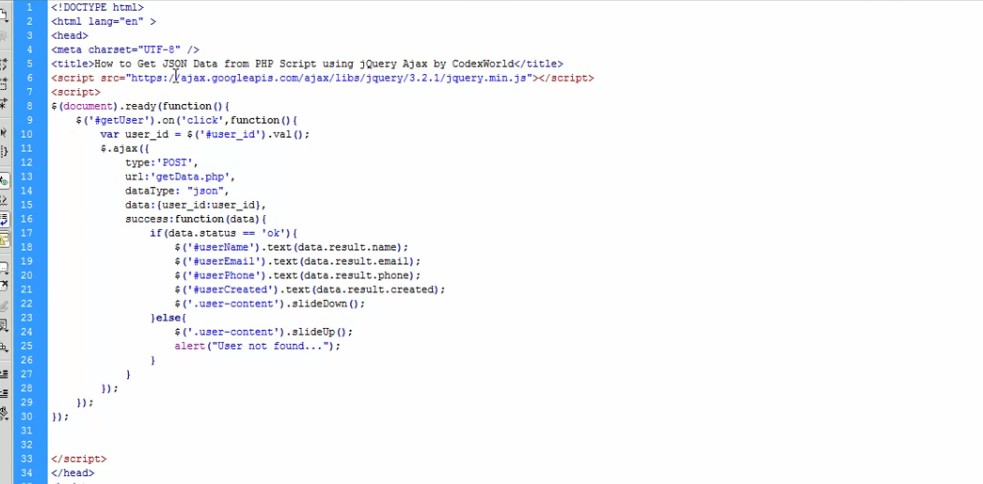 1 <!DOCTYPE html>
2 <html lang="en" >
3 <head>
4 <meta charset="UTF-8" />
5 <title>How to Get JSON Data from PHP Script using jQuery Ajax by CodexWorld</title>
6 <script src="https://ajax.googleapis.com/ajax/libs/jquery/3.2.1/jquery.min.js"></script>
7 <script>
8 $(document).ready(function(){
9     $('#getUser').on('click',function(){
10         var user_id = $('#user_id').val();
11         $.ajax({
12             type:'POST',
13             url:'getData.php',
14             dataType: "json",
15             data:{user_id:user_id},
16             success:function(data){
17                 if(data.status == 'ok'){
18                     $('#userName').text(data.result.name);
19                     $('#userEmail').text(data.result.email);
20                     $('#userPhone').text(data.result.phone);
21                     $('#userCreated').text(data.result.created);
22                     $('.user-content').slideDown();
23                 }else{
24                     $('.user-content').slideUp();
25                     alert("User not found...");
26                 }
27             }
28         });
29     });
30 });
31
32
33 </script>
34 </head>